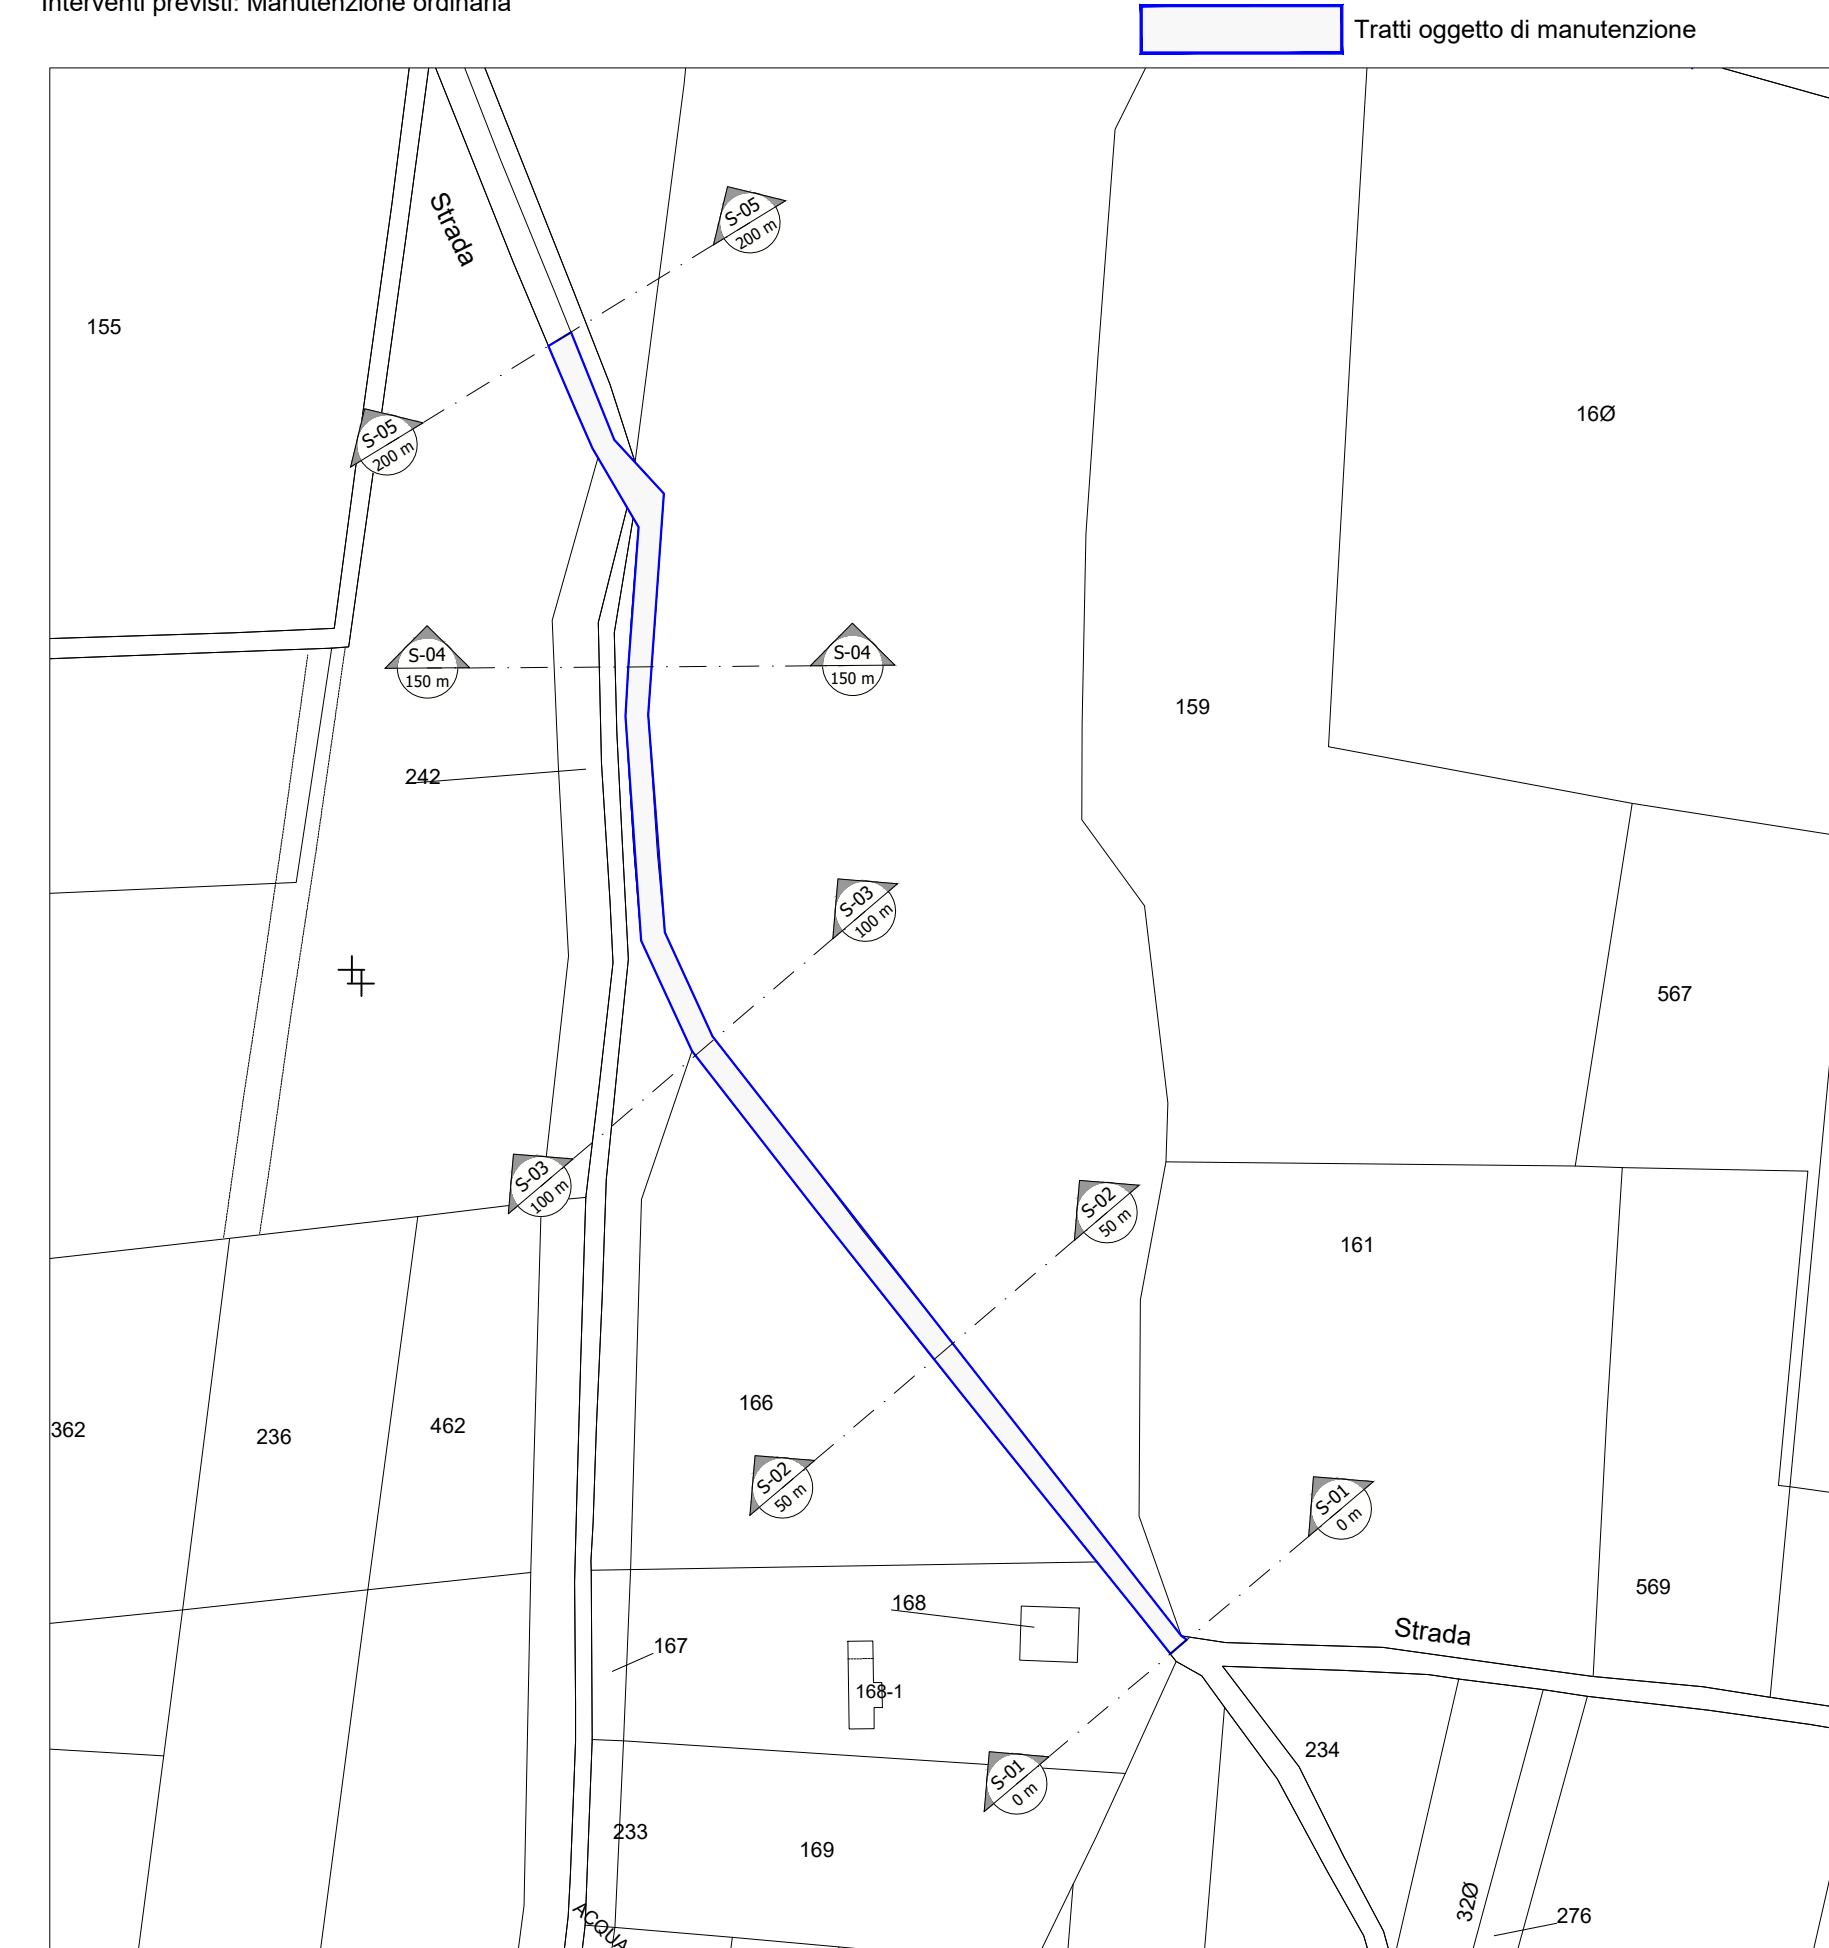 Interventi previsti: Manutenzione ordinaria
Tratti oggetto di manutenzione
Strada
S-05
200 m
155
16Ø
S-05
200 m
S-04
150 m
S-04
150 m
159
242
S-03
100 m
567
S-03
100 m
S-02
50 m
161
166
362
236
462
S-02
50 m
S-01
0 m
569
168
Strada
167
168-1
234
S-01
0 m
233
169
32Ø
276
ACQUA